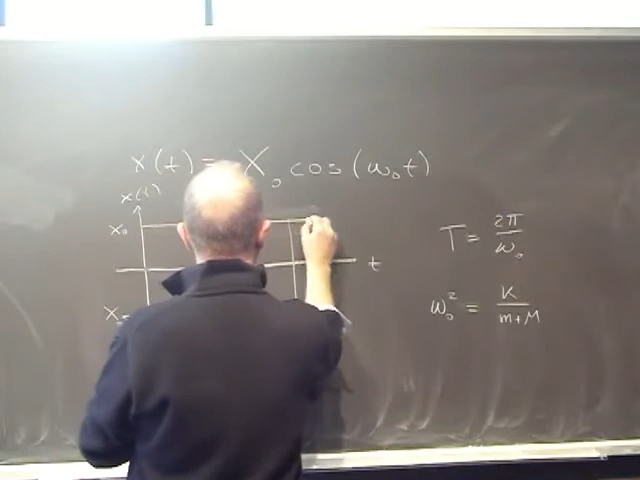 x(t) = X₀ cos(ω₀t)
x(t)
x₀
t
X₀
T = 2π/ω₀
ω₀² = K/m+M